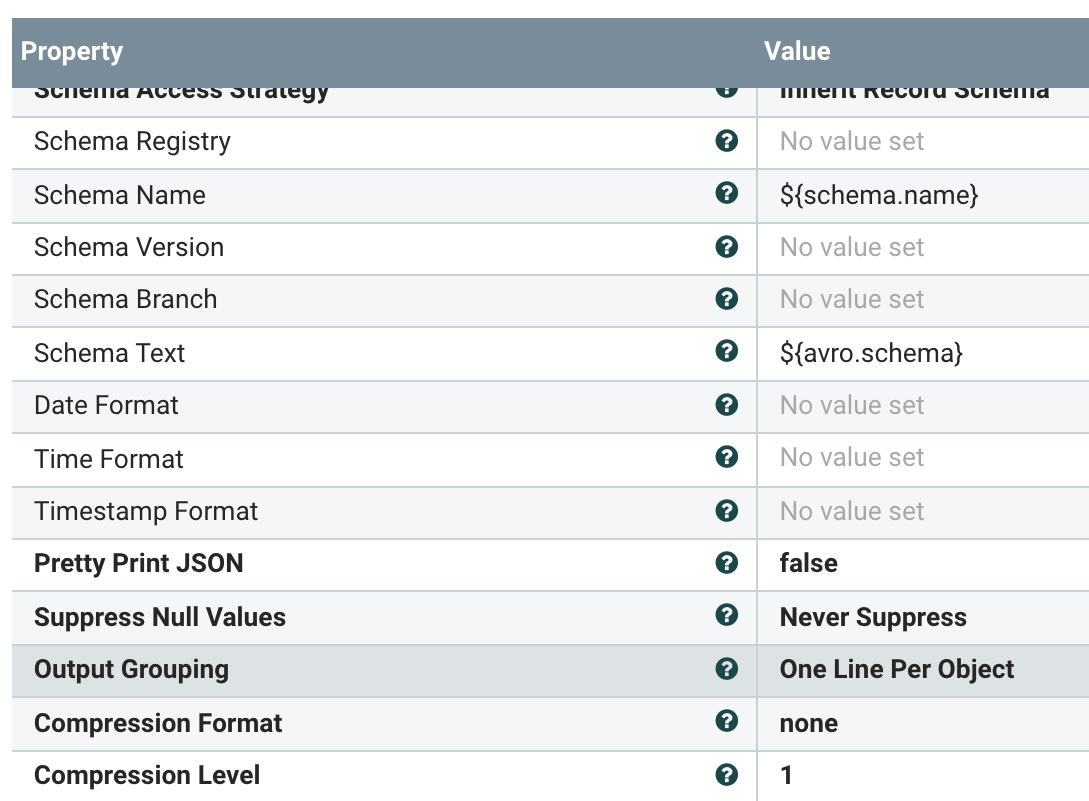 Property Value
Schema Access Strategy Inherit Record Schema
Schema Registry No value set
Schema Name ${schema.name}
Schema Version No value set
Schema Branch No value set
Schema Text ${avro.schema}
Date Format No value set
Time Format No value set
Timestamp Format No value set
Pretty Print JSON false
Suppress Null Values Never Suppress
Output Grouping One Line Per Object
Compression Format none
Compression Level 1